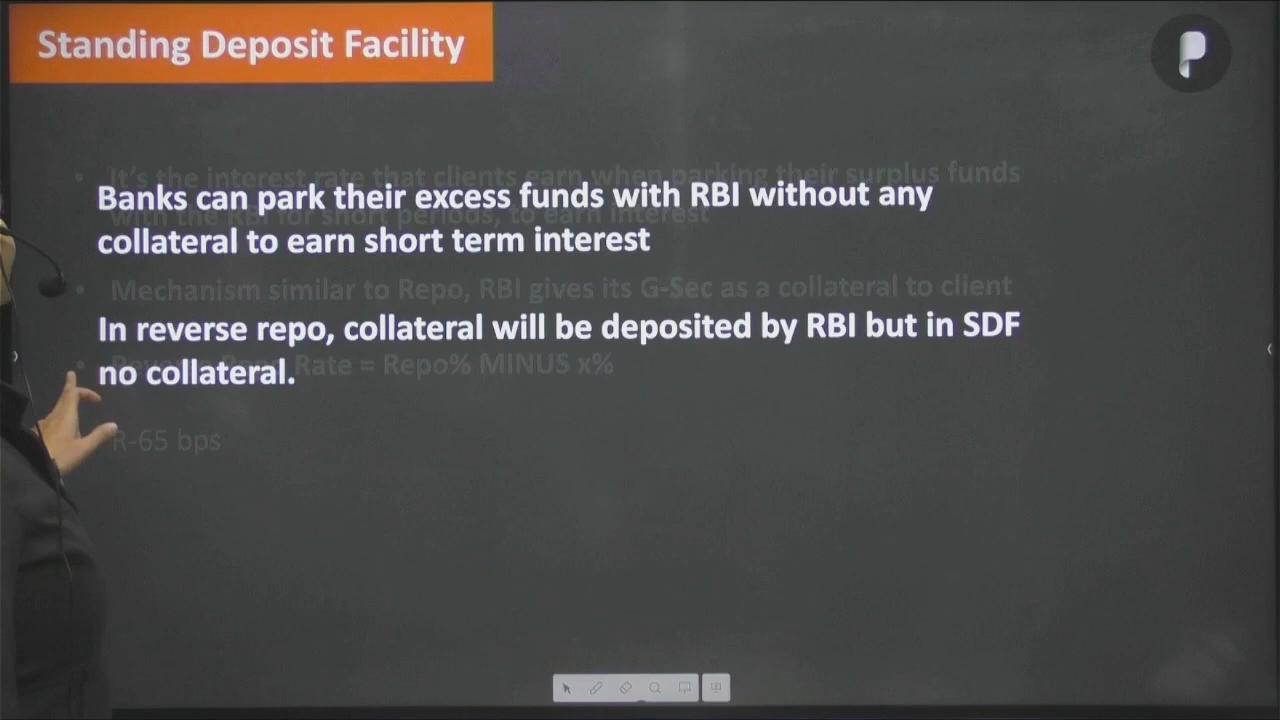 Standing Deposit Facility
It's the interest rate that clients earn when parking their surplus funds
Banks can park their excess funds with RBI without any
with the RBI for short periods, to earn interest
collateral to earn short term interest
Mechanism similar to Repo, RBI gives its G-Sec as a collateral to client
In reverse repo, collateral will be deposited by RBI but in SDF
Rate = Repo% MINUS x%
no collateral.
R-65 bps